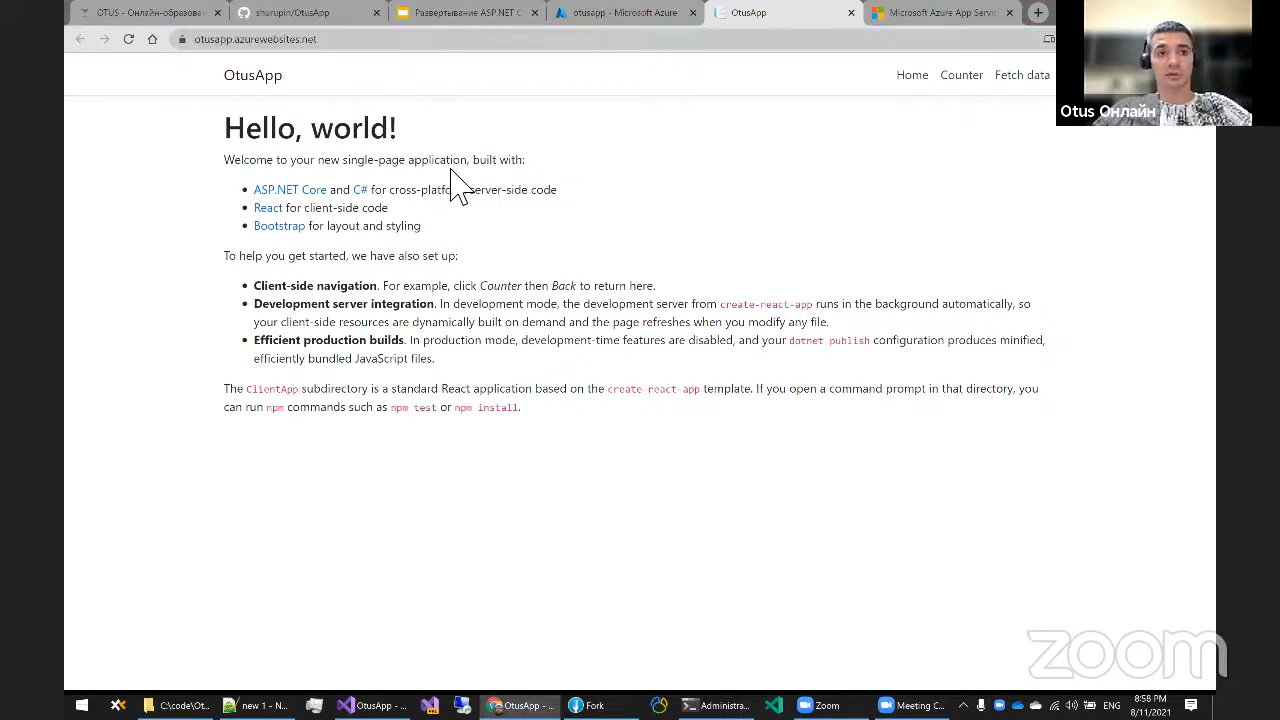 OTUS - Онлайн-образова
shurupin/OtusApp
Развертывание ASP.NET C
otusapp - Microsoft Azure
OtusApp
Microsoft Azure App Servic
otusapp.azurewebsites.net
OtusApp
Home
Counter
Fetch data
Otus Онлайн
Hello, world!
Welcome to your new single-page application, built with:
ASP.NET Core and C# for cross-platfo server-side code
React for client-side code
Bootstrap for layout and styling
To help you get started, we have also set up:
Client-side navigation. For example, click Counter then Back to return here.
Development server integration. In development mode, the development server from create-react-app runs in the background automatically, so
your client-side resources are dynamically built on demand and the page refreshes when you modify any file.
Efficient production builds. In production mode, development-time features are disabled, and your dotnet publish configuration produces minified,
efficiently bundled JavaScript files.
The ClientApp subdirectory is a standard React application based on the create-react-app template. If you open a command prompt in that directory, you
can run npm commands such as npm test or npm install.
zoom
C:\code\Ot...
new 1 - N...
OtusApp - ...
OtusApp - ...
Fork
Administra...
Zoom
Meeting C...
ENG
8:58 PM
8/11/2021